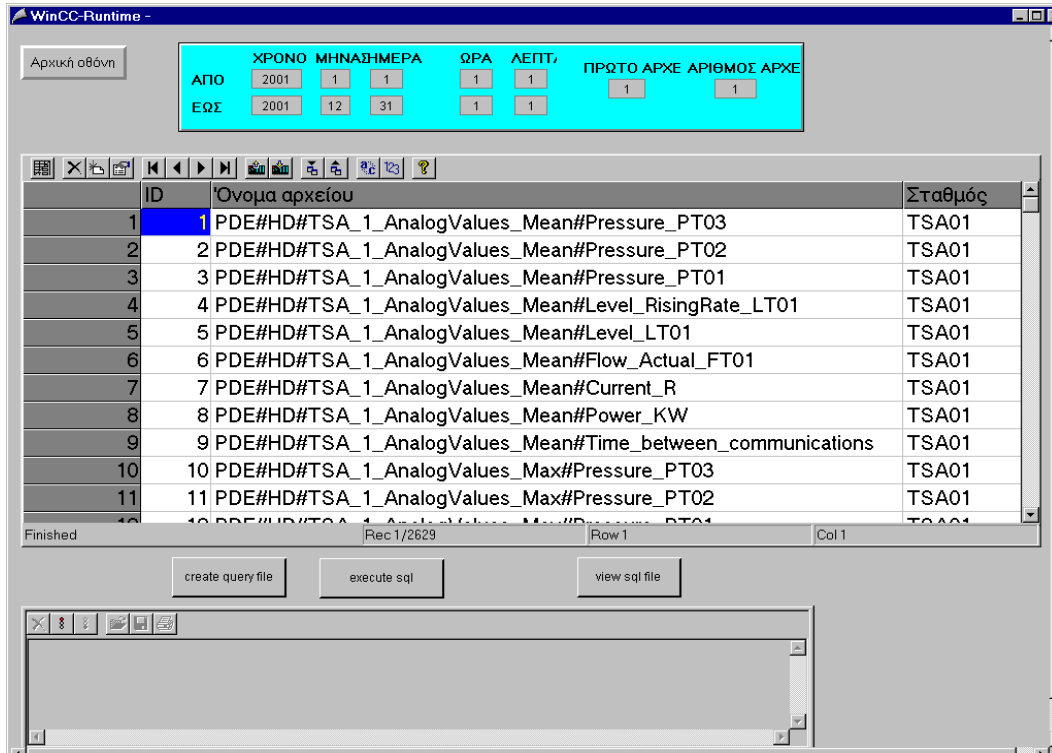 WinCC-Runtime -
Αρχική οθόνη
ΧΡΟΝΟ ΜΗΝΑΣ ΗΜΕΡΑ ΩΡΑ ΛΕΠΤ ΠΡΩΤΟ ΑΡΧΕ ΑΡΙΘΜΟΣ ΑΡΧΕ
ΑΠΟ 2001 1 1 1 1 1 1
ΕΩΣ 2001 12 31 1 1
ID Όνομα αρχείου Σταθμός
1 1 PDE#HD#TSA_1_AnalogValues_Mean#Pressure_PT03 TSA01
2 2 PDE#HD#TSA_1_AnalogValues_Mean#Pressure_PT02 TSA01
3 3 PDE#HD#TSA_1_AnalogValues_Mean#Pressure_PT01 TSA01
4 4 PDE#HD#TSA_1_AnalogValues_Mean#Level_RisingRate_LT01 TSA01
5 5 PDE#HD#TSA_1_AnalogValues_Mean#Level_LT01 TSA01
6 6 PDE#HD#TSA_1_AnalogValues_Mean#Flow_Actual_FT01 TSA01
7 7 PDE#HD#TSA_1_AnalogValues_Mean#Current_R TSA01
8 8 PDE#HD#TSA_1_AnalogValues_Mean#Power_KW TSA01
9 9 PDE#HD#TSA_1_AnalogValues_Mean#Time_between_communications TSA01
10 10 PDE#HD#TSA_1_AnalogValues_Max#Pressure_PT03 TSA01
11 11 PDE#HD#TSA_1_AnalogValues_Max#Pressure_PT02 TSA01
Finished Rec 1/2629 Row 1 Col 1
create query file execute sql view sql file